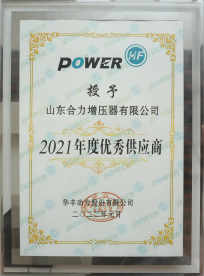 POWER HF
授予
山东合力增压器有限公司
2021年度优秀供应商
华丰动力股份有限公司
二〇二二年元月